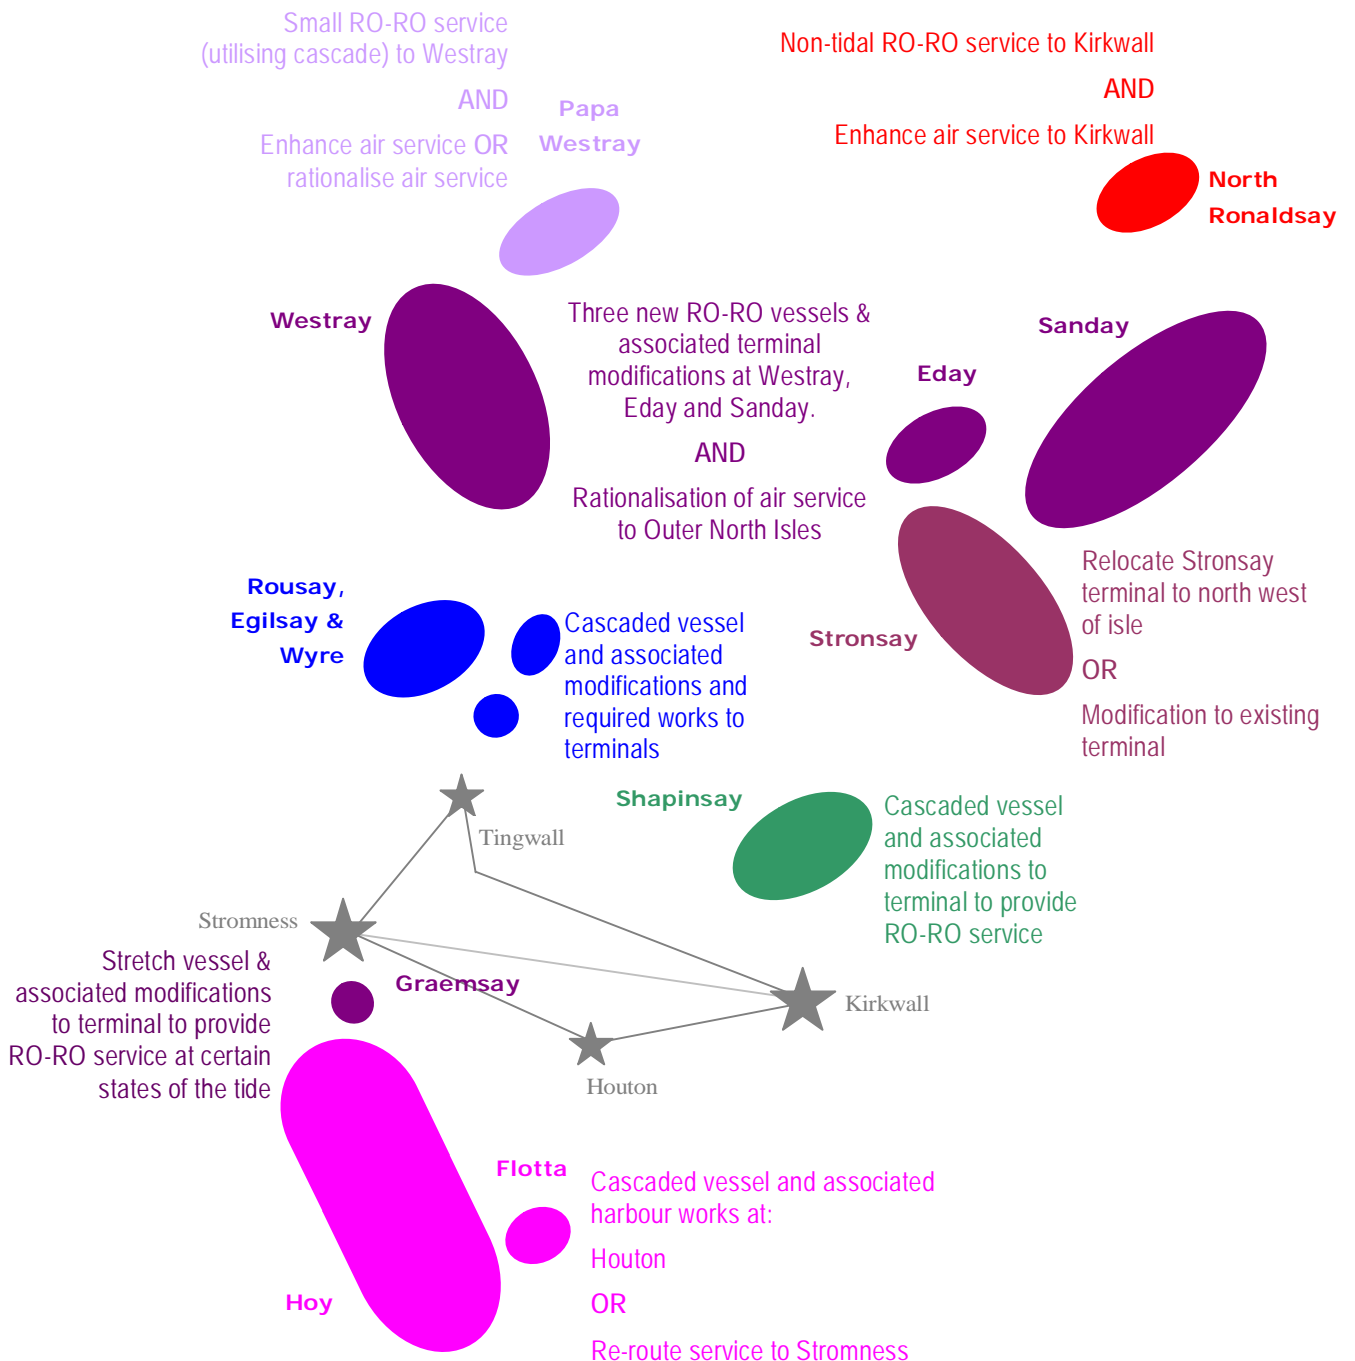 Small RO-RO service
(utilising cascade) to Westray
AND
Enhance air service OR
rationalise air service
Papa
Westray
Non-tidal RO-RO service to Kirkwall
AND
Enhance air service to Kirkwall
North
Ronaldsay
Westray
Three new RO-RO vessels &
associated terminal
modifications at Westray,
Eday and Sanday.
AND
Rationalisation of air service
to Outer North Isles
Eday
Sanday
Rousay,
Egilsay &
Wyre
Cascaded vessel
and associated
modifications and
required works to
terminals
Stronsay
Relocate Stronsay
terminal to north west
of isle
OR
Modification to existing
terminal
Tingwall
Shapinsay
Cascaded vessel
and associated
modifications to
terminal to provide
RO-RO service
Stromness
Stretch vessel &
associated modifications
to terminal to provide
RO-RO service at certain
states of the tide
Graemsay
Kirkwall
Houton
Flotta
Hoy
Cascaded vessel and associated
harbour works at:
Houton
OR
Re-route service to Stromness